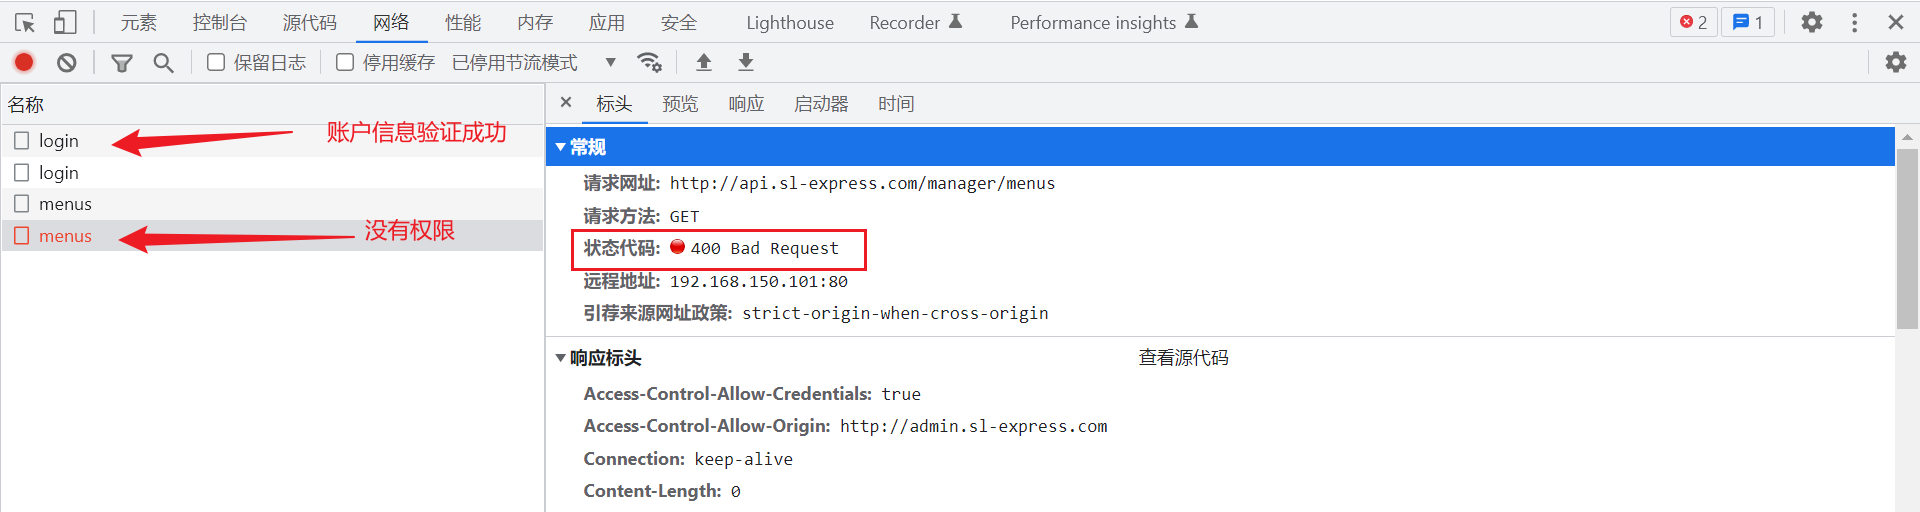 元素 控制台 源代码 网络 性能 内存 应用 安全 Lighthouse Recorder Performance insights 2 1
保留日志 停用缓存 已停用节流模式
名称
login 账户信息验证成功
login
menus
menus 没有权限
标头 预览 响应 启动器 时间
常规
请求网址: http://api.sl-express.com/manager/menus
请求方法: GET
状态代码: 400 Bad Request
远程地址: 192.168.150.101:80
引荐来源网址政策: strict-origin-when-cross-origin
响应标头 查看源代码
Access-Control-Allow-Credentials: true
Access-Control-Allow-Origin: http://admin.sl-express.com
Connection: keep-alive
Content-Length: 0